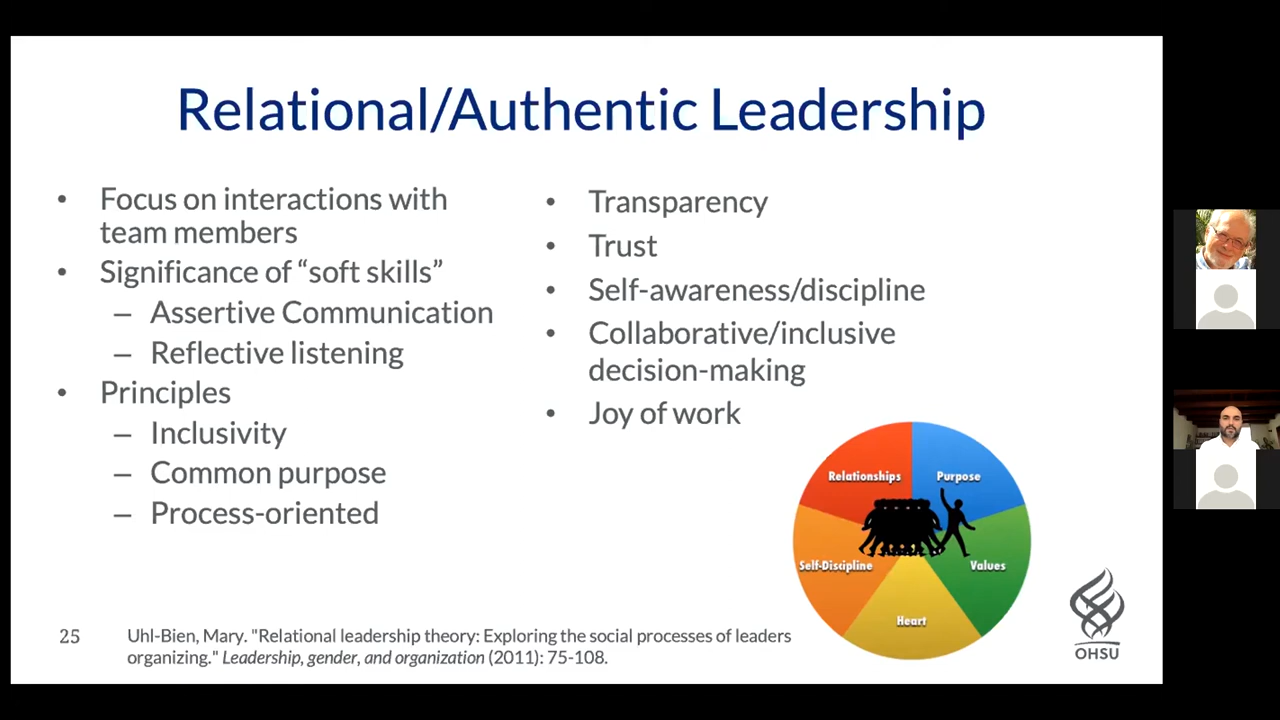 Relational/Authentic Leadership
• Focus on interactions with
team members
• Significance of “soft skills”
– Assertive Communication
– Reflective listening
• Principles
– Inclusivity
– Common purpose
– Process-oriented
• Transparency
• Trust
• Self-awareness/discipline
• Collaborative/inclusive
decision-making
• Joy of work
Relationships
Purpose
Self-Discipline
Values
Heart
25
Uhl-Bien, Mary. "Relational leadership theory: Exploring the social processes of leaders
organizing." Leadership, gender, and organization (2011): 75-108.
OHSU